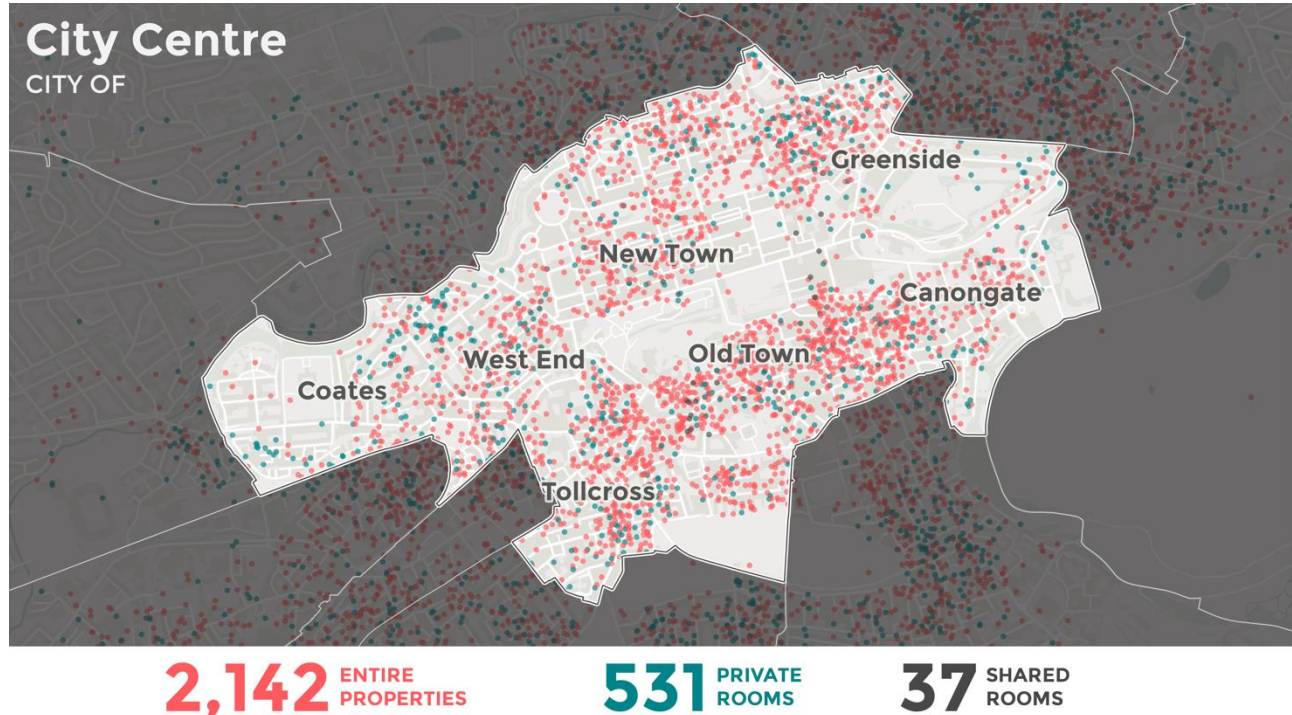 City Centre
CITY OF
Greenside
New Town
Canongate
Old Town
West End
Coates
Tollcross
2,142 ENTIRE PROPERTIES
531 PRIVATE ROOMS
37 SHARED ROOMS